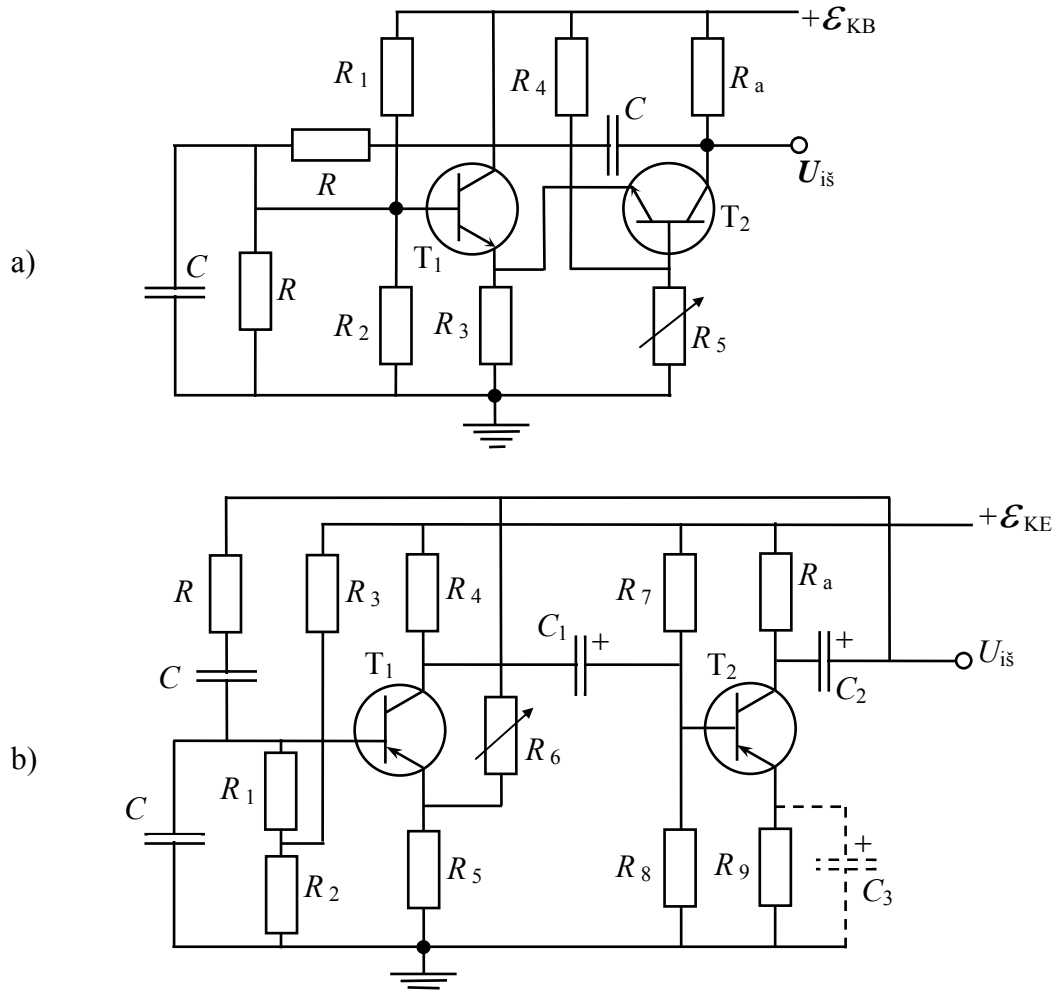 +ℰKB
R1
R4
Ra
C
R
Uiš
T1
T2
a)
C
R
R2
R3
R5
+ℰKE
R
R3
R4
R7
Ra
C1
+
+
C
T1
T2
C2
Uiš
b)
C
R1
R6
R2
R5
R8
R9
+
C3